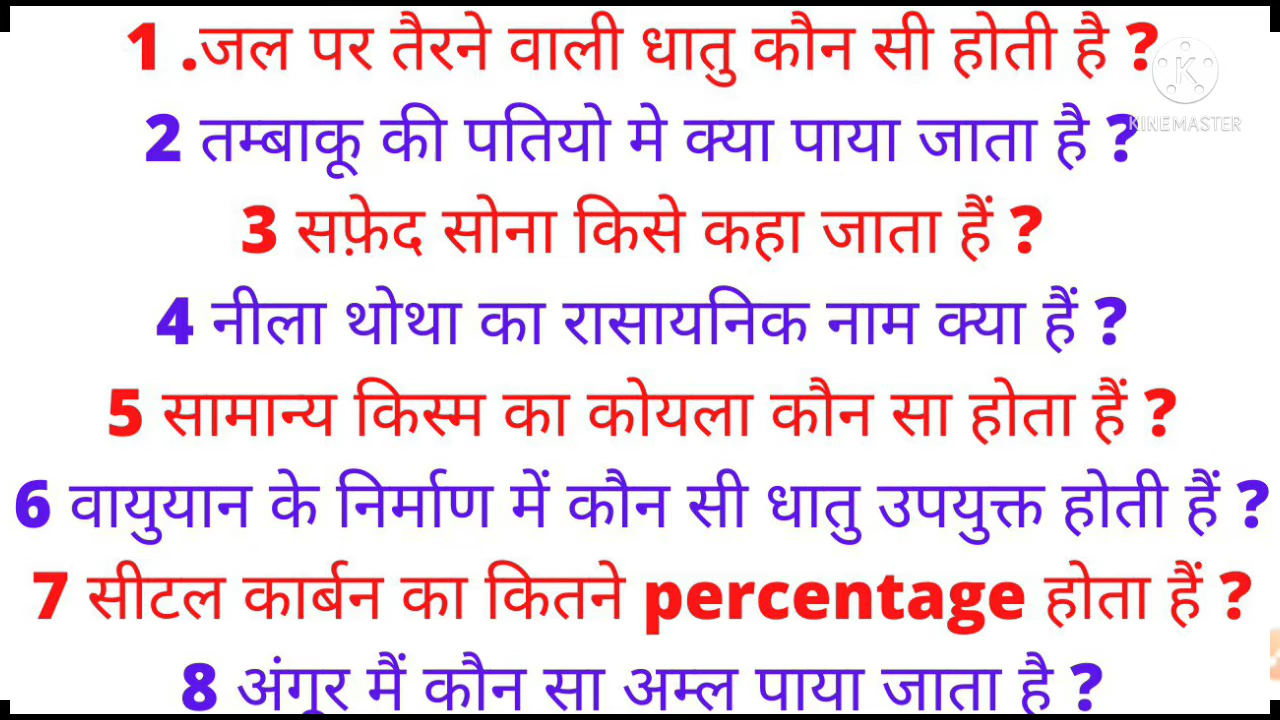 1 .जल पर तैरने वाली धातु कौन सी होती है ?
2 तम्बाकू की पतियो मे क्या पाया जाता है ?
3 सफ़ेद सोना किसे कहा जाता हैं ?
4 नीला थोथा का रासायनिक नाम क्या हैं ?
5 सामान्य किस्म का कोयला कौन सा होता हैं ?
6 वायुयान के निर्माण में कौन सी धातु उपयुक्त होती हैं ?
7 सीटल कार्बन का कितने percentage होता हैं ?
8 अंगूर मैं कौन सा अम्ल पाया जाता है ?
K
KINEMASTER